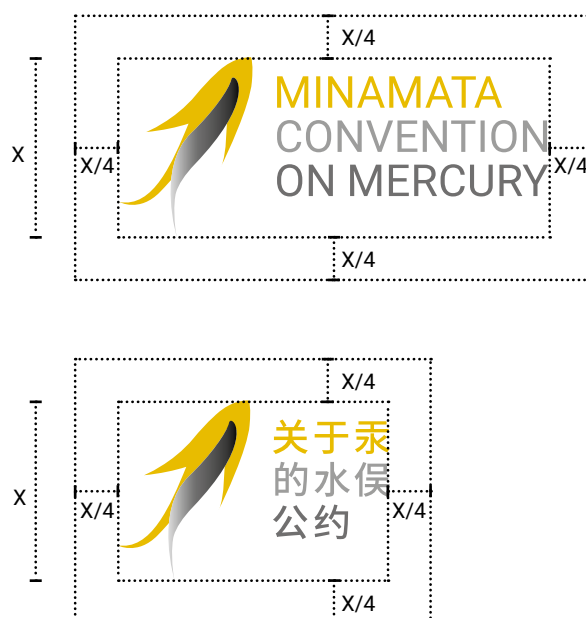 X/4
MINAMATA
CONVENTION
ON MERCURY
X
X/4
X/4
X/4
X/4
关于汞
的水俣
公约
X
X/4
X/4
X/4